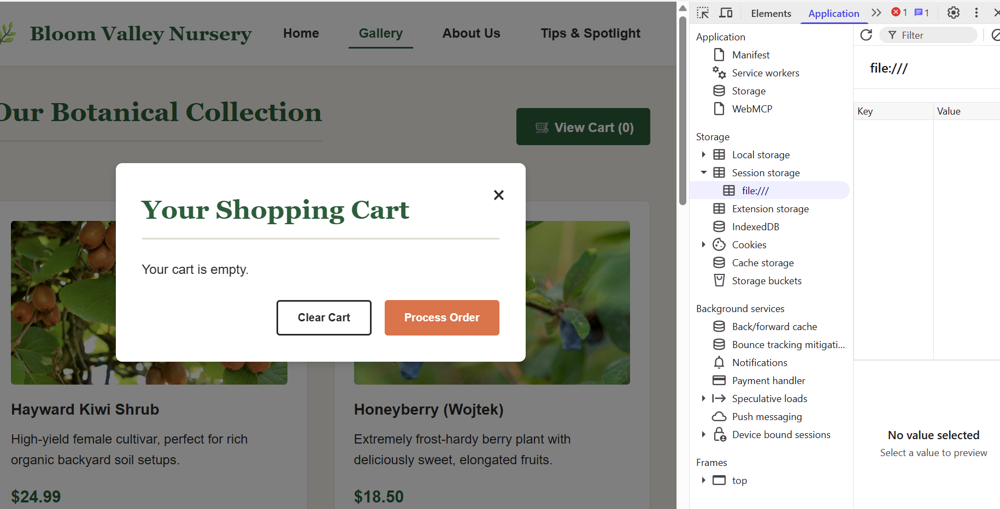 Bloom Valley Nursery
Home
Gallery
About Us
Tips & Spotlight
Our Botanical Collection
View Cart (0)
Your Shopping Cart
×
Your cart is empty.
Clear Cart
Process Order
Hayward Kiwi Shrub
High-yield female cultivar, perfect for rich
organic backyard soil setups.
$24.99
Honeyberry (Wojtek)
Extremely frost-hardy berry plant with
deliciously sweet, elongated fruits.
$18.50
Elements
Application
1
1
Application
Manifest
Service workers
Storage
WebMCP
Storage
Local storage
Session storage
file:///
Extension storage
IndexedDB
Cookies
Cache storage
Storage buckets
Background services
Back/forward cache
Bounce tracking mitigati...
Notifications
Payment handler
Speculative loads
Push messaging
Device bound sessions
Frames
top
Filter
file:///
Key
Value
No value selected
Select a value to preview